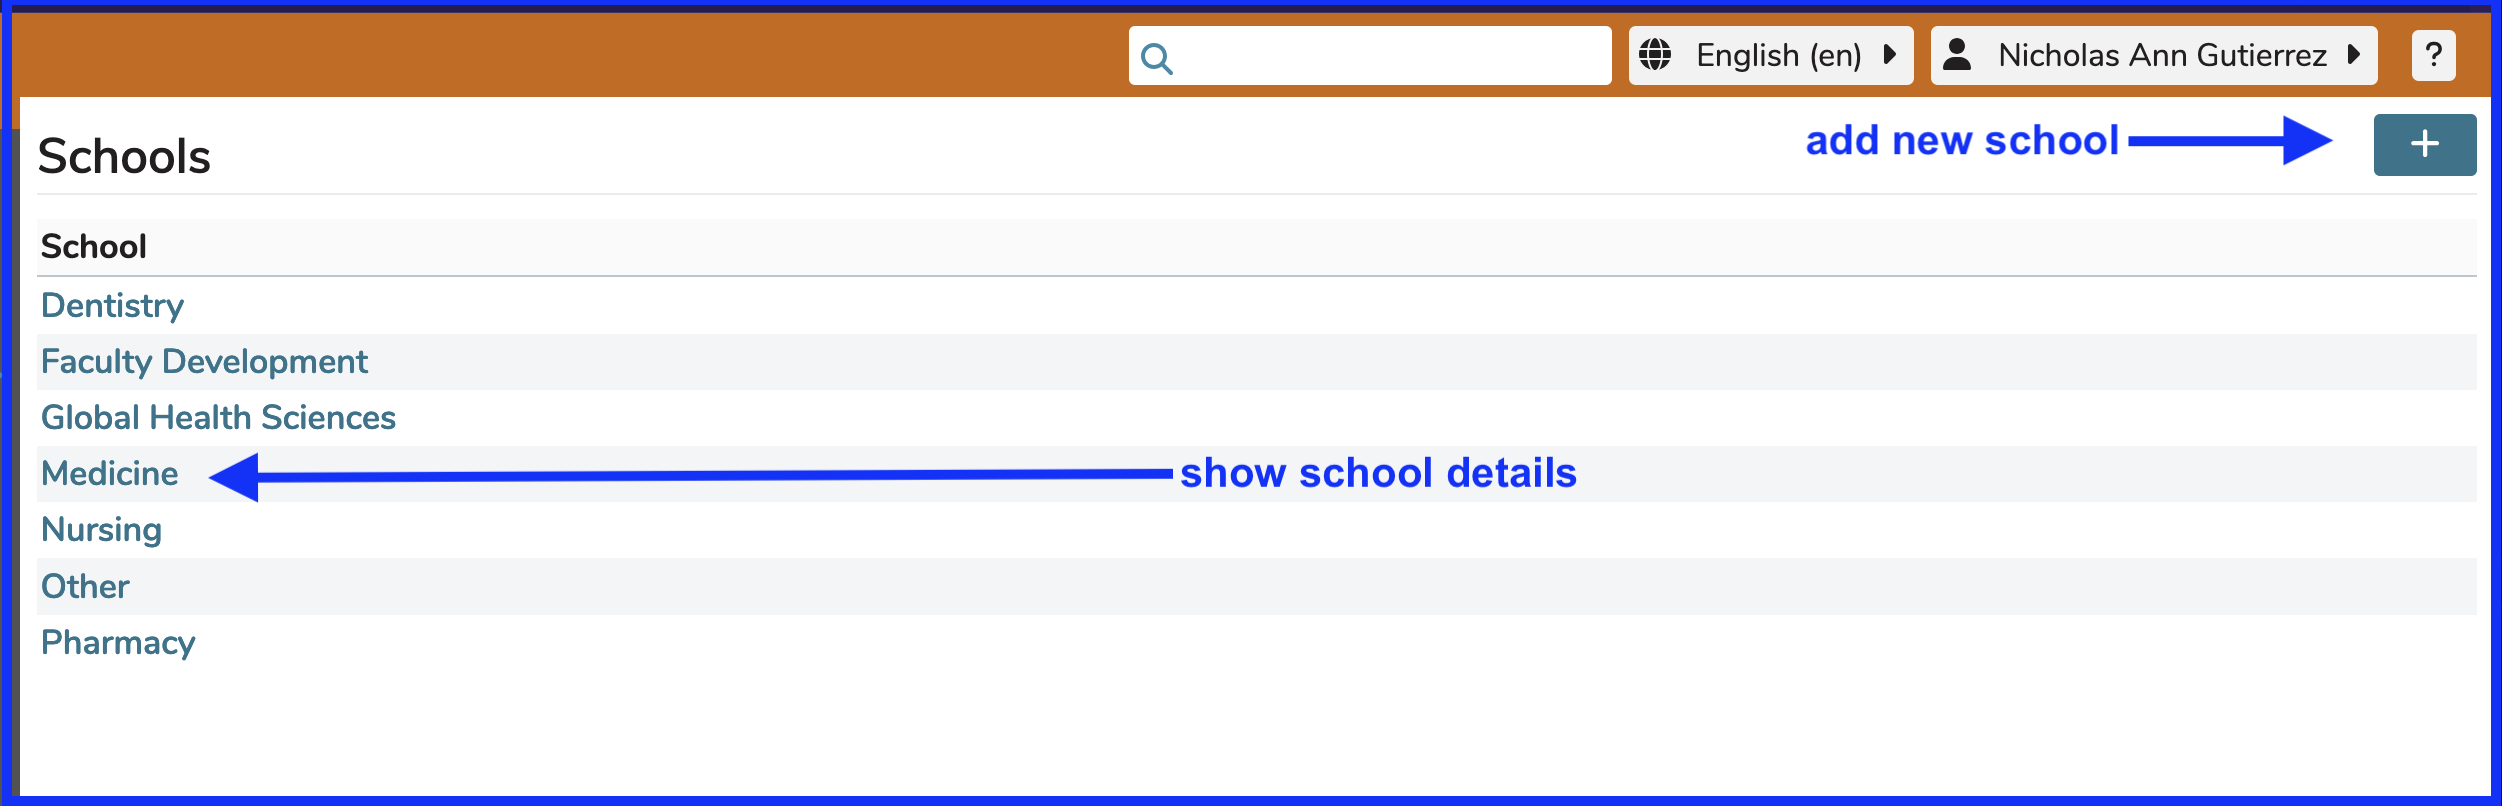 English (en)
Nicholas Ann Gutierrez
?
Schools
add new school
+
School
Dentistry
Faculty Development
Global Health Sciences
Medicine
show school details
Nursing
Other
Pharmacy